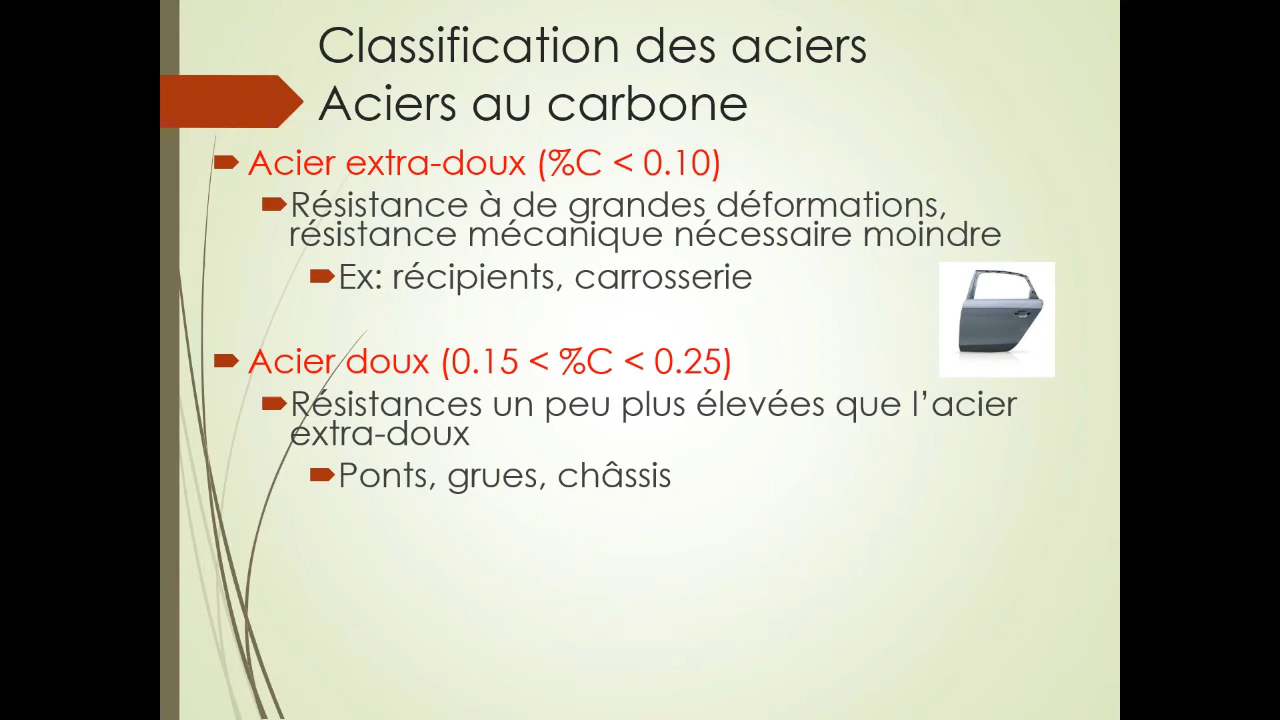 Classification des aciers
Aciers au carbone
Acier extra-doux (%C < 0.10)
Résistance à de grandes déformations,
résistance mécanique nécessaire moindre
Ex: récipients, carrosserie
Acier doux (0.15 < %C < 0.25)
Résistances un peu plus élevées que l’acier
extra-doux
Ponts, grues, châssis